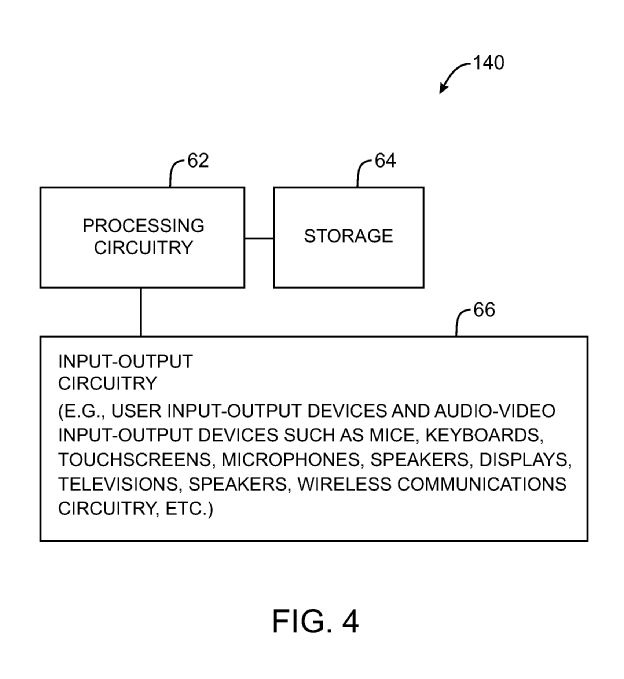 140
62
64
PROCESSING
CIRCUITRY
STORAGE
66
INPUT-OUTPUT
CIRCUITRY
(E.G., USER INPUT-OUTPUT DEVICES AND AUDIO-VIDEO
INPUT-OUTPUT DEVICES SUCH AS MICE, KEYBOARDS,
TOUCHSCREENS, MICROPHONES, SPEAKERS, DISPLAYS,
TELEVISIONS, SPEAKERS, WIRELESS COMMUNICATIONS
CIRCUITRY, ETC.)
FIG. 4